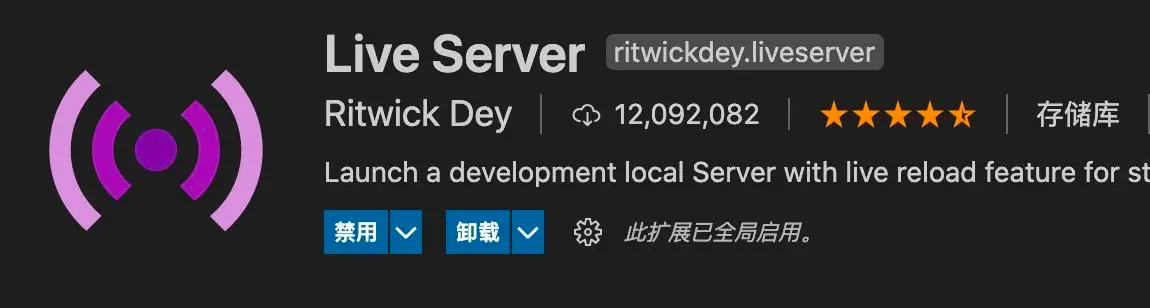 Live Server ritwickdey.liveserver
Ritwick Dey 12,092,082 存储库
Launch a development local Server with live reload feature for st
禁用 卸载 此扩展已全局启用。